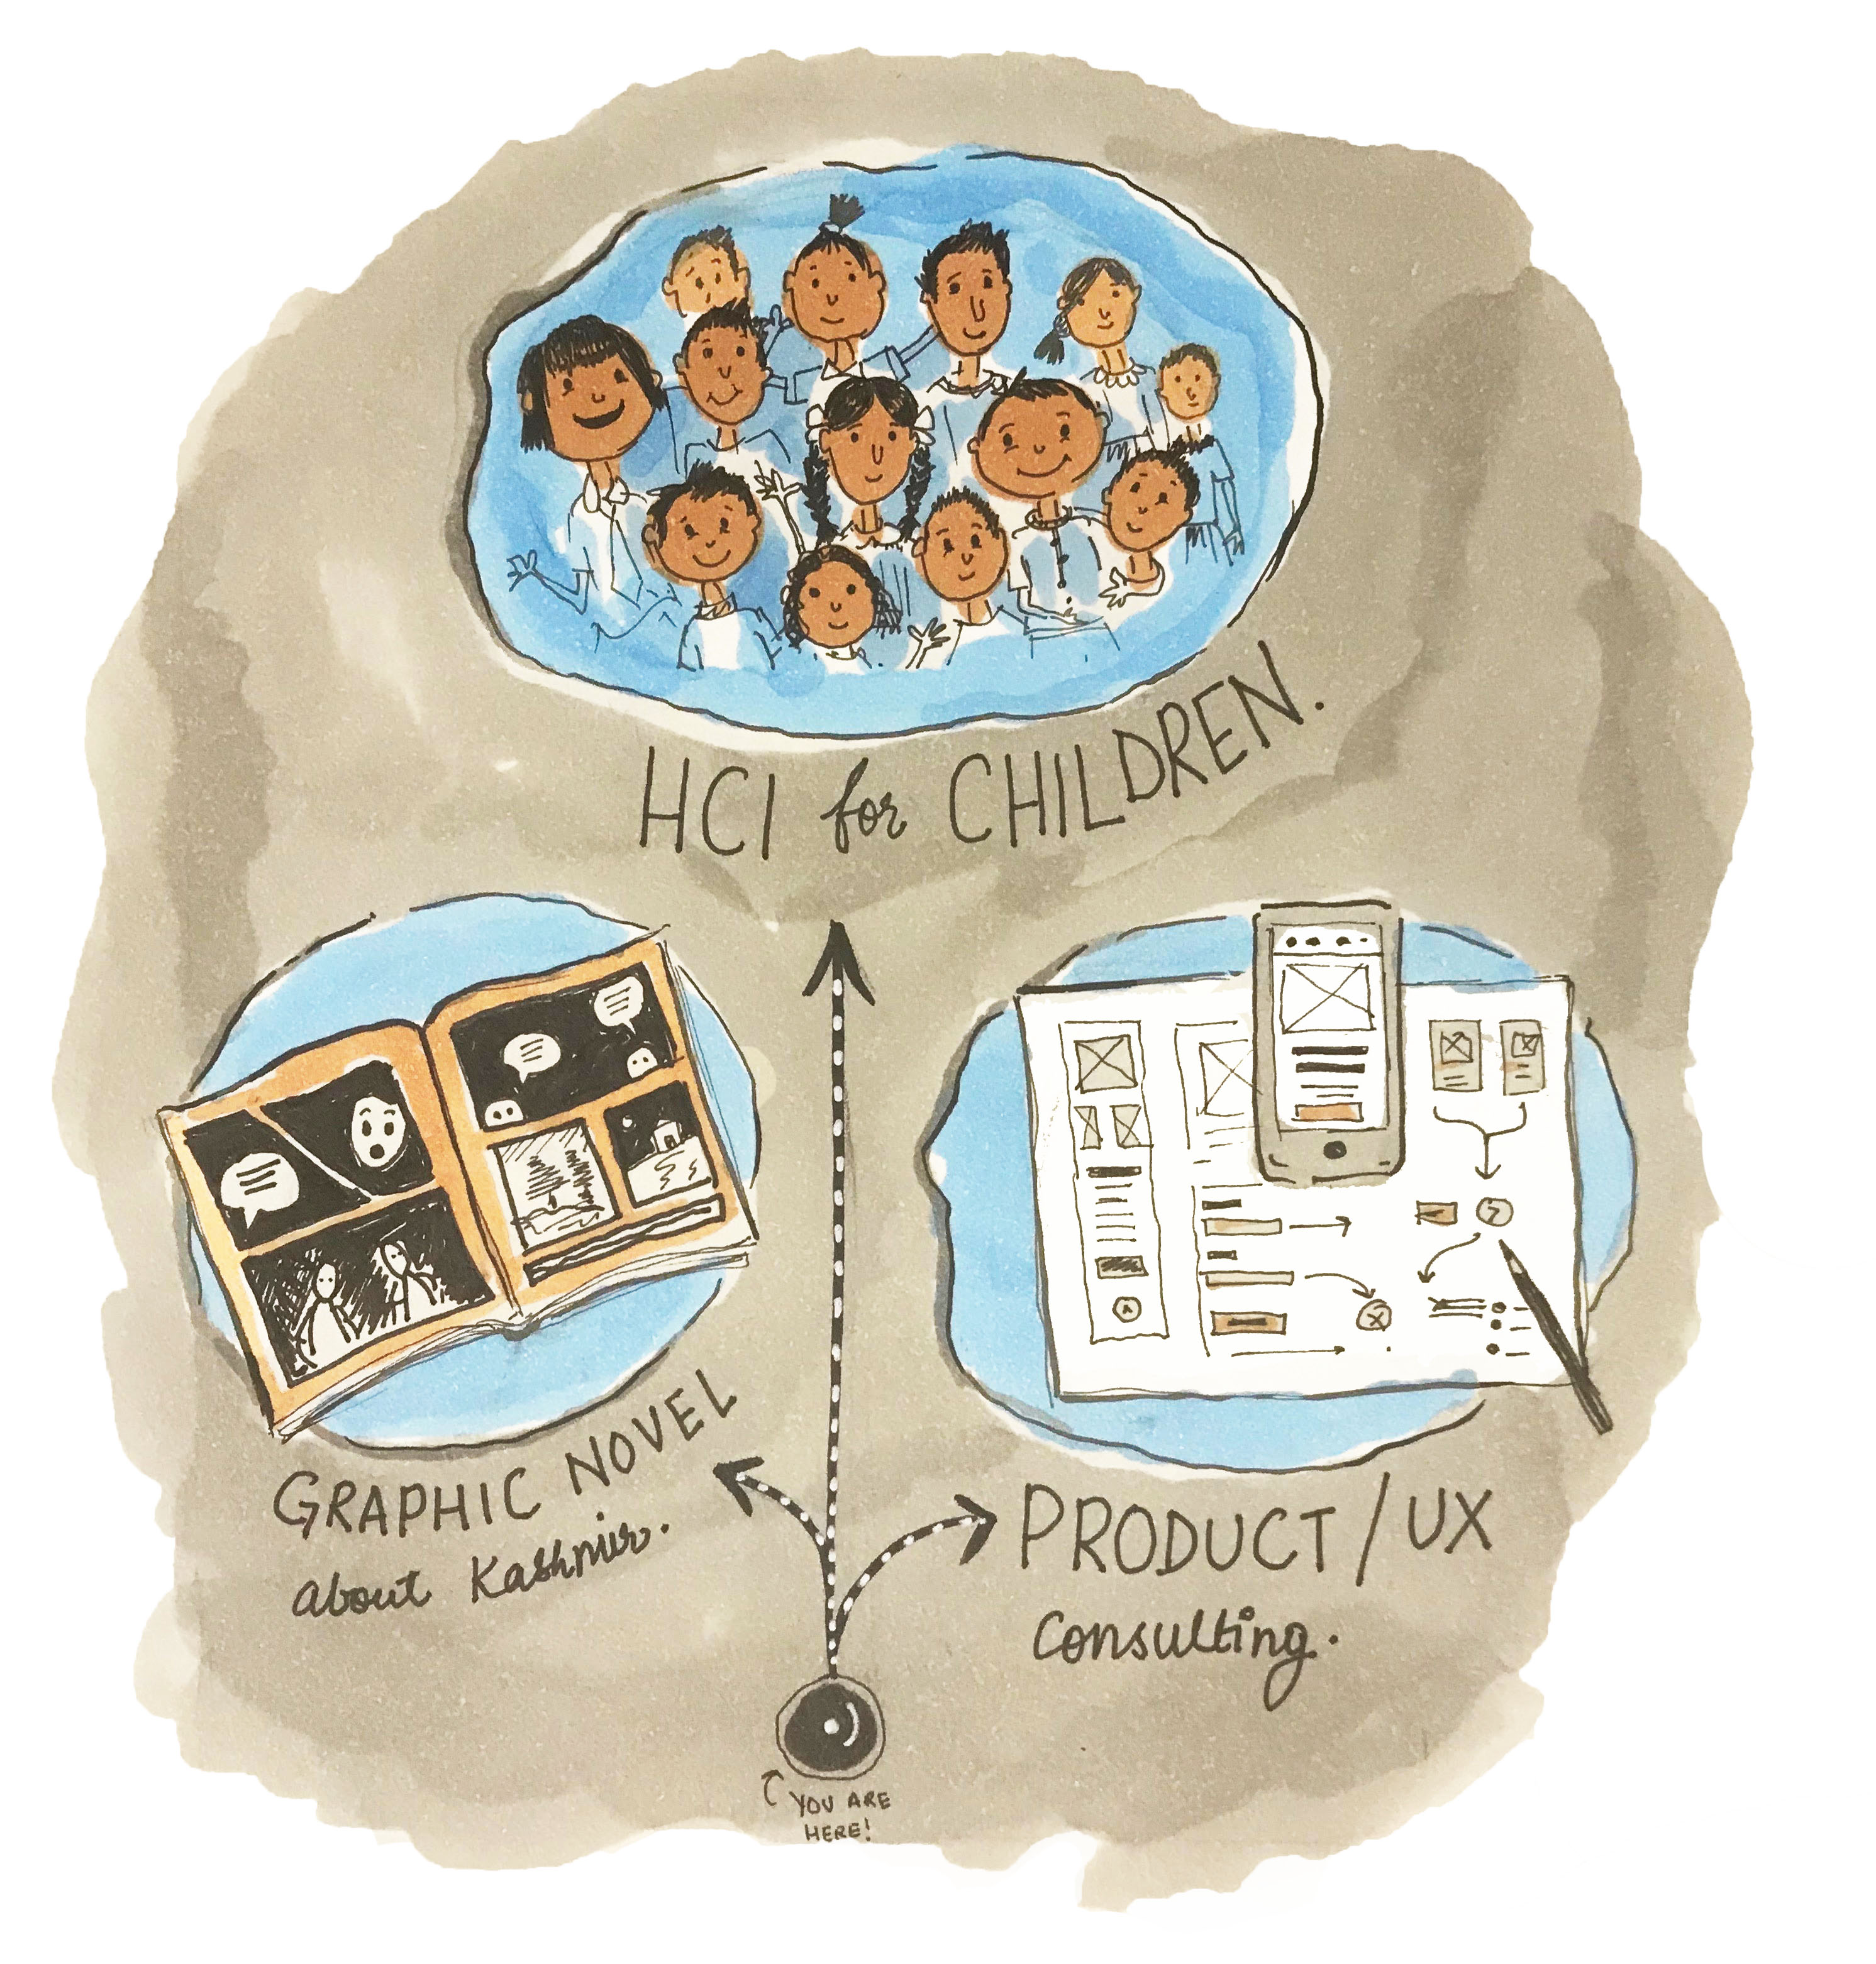 HCI for CHILDREN.
GRAPHIC NOVEL
about Kashmir.
PRODUCT / UX
Consulting.
YOU ARE
HERE!